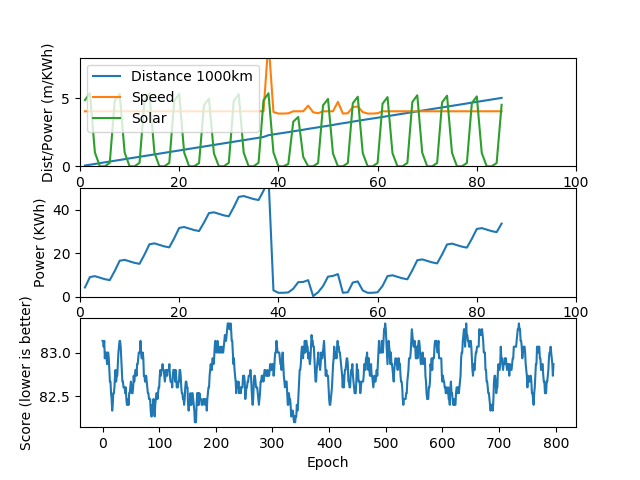 Dist/Power (m/KWh)
5
0
Distance 1000km
Speed
Solar
0 20 40 60 80 100
Power (KWh)
40
20
0
0 20 40 60 80 100
Score (lower is better)
83.0
82.5
0 100 200 300 400 500 600 700 800
Epoch